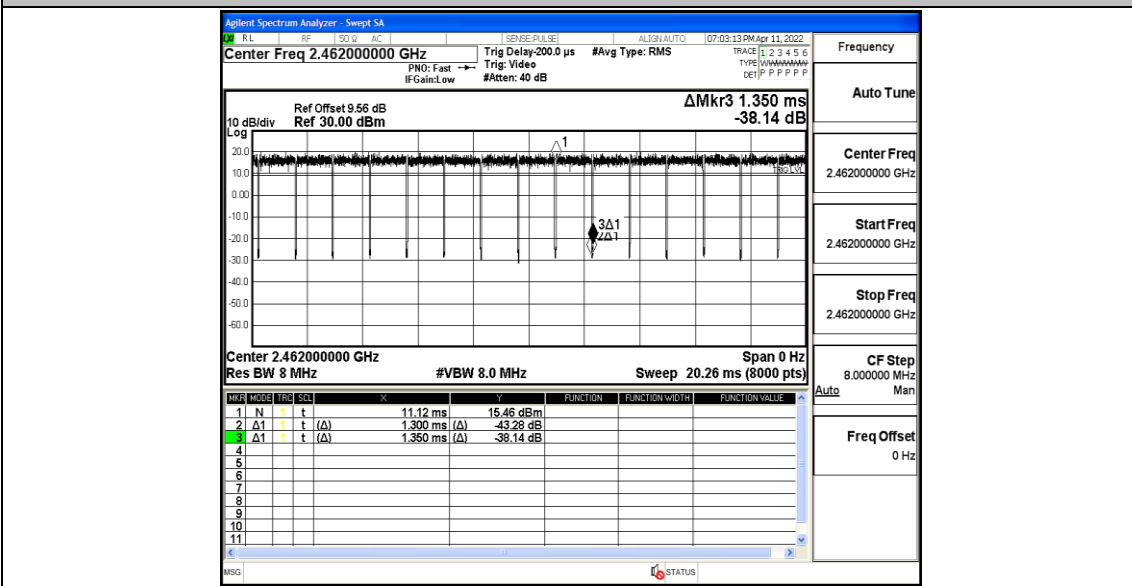 Agilent Spectrum Analyzer - Swept SA
RL RF 50 Ω AC SENSE:PULSE ALIGNAUTO 07:03:13 PM Apr 11, 2022
Center Freq 2.462000000 GHz
PNO: Fast
IFGain:Low
Trig Delay-200.0 µs
Trig: Video
#Atten: 40 dB
#Avg Type: RMS
TRACE 1 2 3 4 5 6
TYPE
DET P P P P P P
Frequency
Auto Tune
Center Freq
2.462000000 GHz
Start Freq
2.462000000 GHz
Stop Freq
2.462000000 GHz
CF Step
8.000000 MHz
Auto Man
Freq Offset
0 Hz
ΔMkr3 1.350 ms
-38.14 dB
Ref Offset 9.56 dB
Ref 30.00 dBm
10 dB/div
Log
20.0
10.0
0.00
-10.0
-20.0
-30.0
-40.0
-50.0
-60.0
1
TRIG LVL
3Δ1
2Δ1
Center 2.462000000 GHz Span 0 Hz
Res BW 8 MHz #VBW 8.0 MHz Sweep 20.26 ms (8000 pts)
MKR MODE TRC SCL X Y FUNCTION FUNCTION WIDTH FUNCTION VALUE
1 N 1 t 11.12 ms 15.46 dBm
2 Δ1 1 t (Δ) 1.300 ms (Δ) -43.28 dB
3 Δ1 1 t (Δ) 1.350 ms (Δ) -38.14 dB
4
5
6
7
8
9
10
11
MSG STATUS